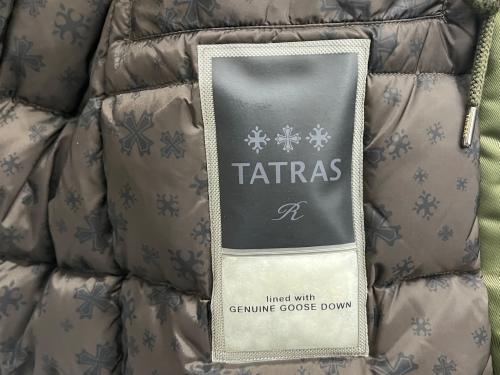 TATRAS
R
lined with
GENUINE GOOSE DOWN